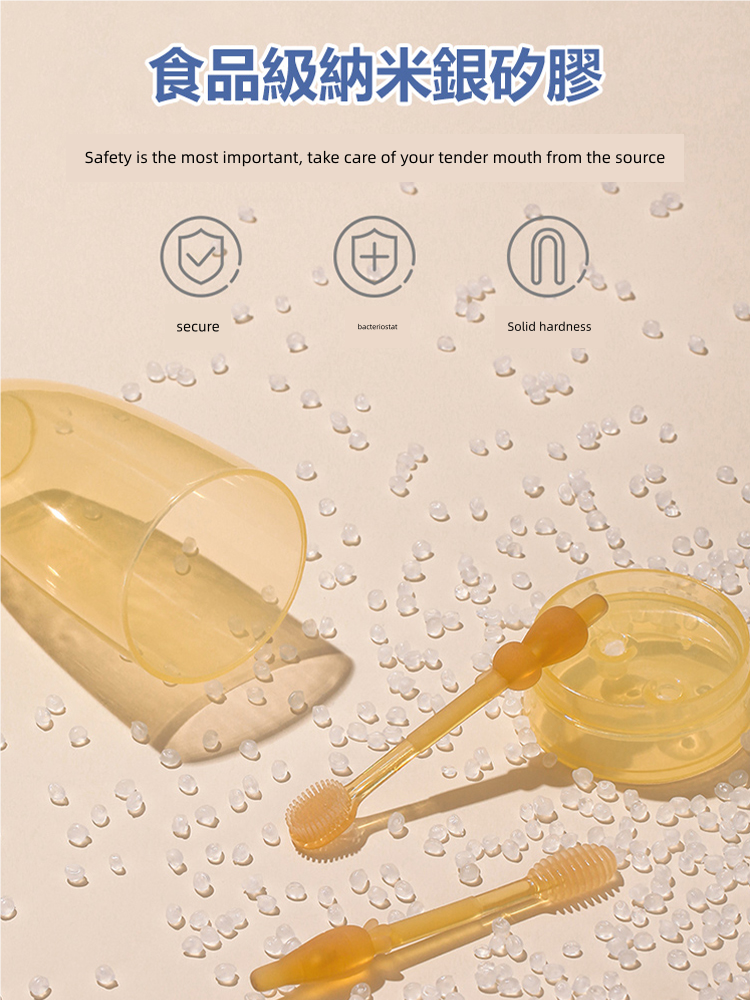 食品級納米銀矽膠
Safety is the most important, take care of your tender mouth from the source
secure
bacteriostat
Solid hardness